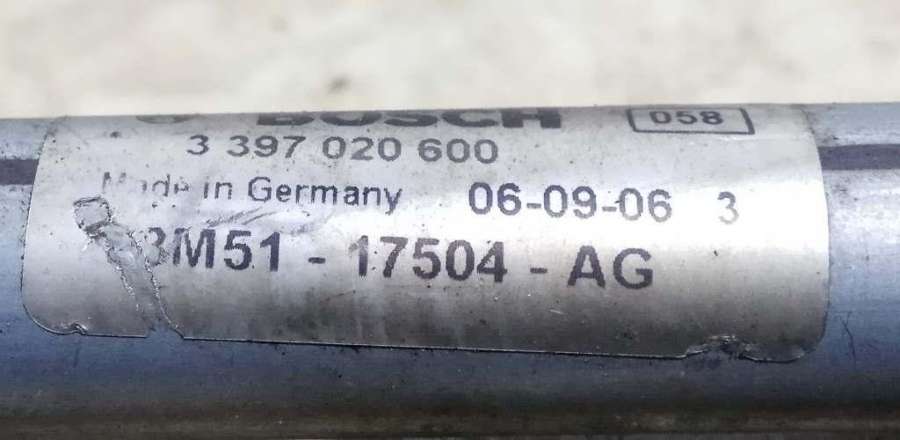 BOSCH 058
3 397 020 600
Made in Germany 06-09-06 3
3M51 - 17504 - AG